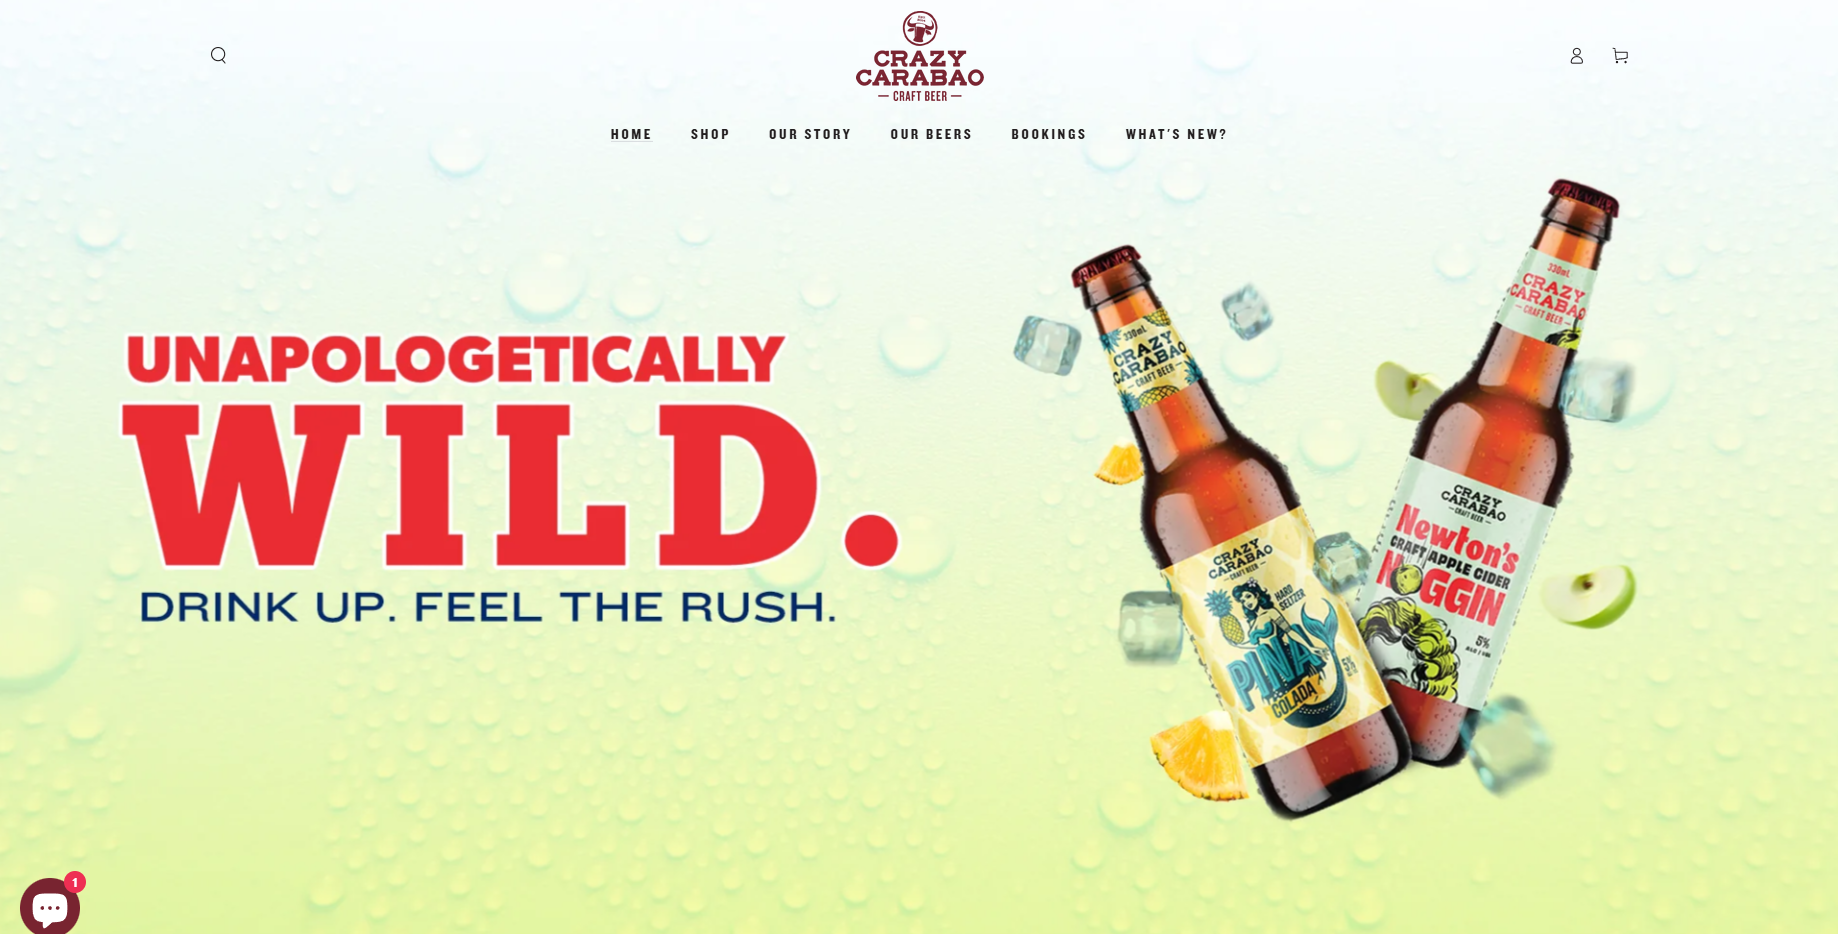 CRAZY
CARABAO
CRAFT BEER
HOME SHOP OUR STORY OUR BEERS BOOKINGS WHAT'S NEW?
UNAPOLOGETICALLY
WILD.
DRINK UP. FEEL THE RUSH.
330mL
CRAZY
CARABAO
CRAFT BEER
CRAZY
CARABAO
CRAFT BEER
HARD
SELTZER
PINA
COLADA
5%
330mL
CRAZY
CARABAO
CRAFT BEER
CRAZY
CARABAO
CRAFT BEER
Newton's
CRAFT APPLE CIDER
NOGGIN
5%
1